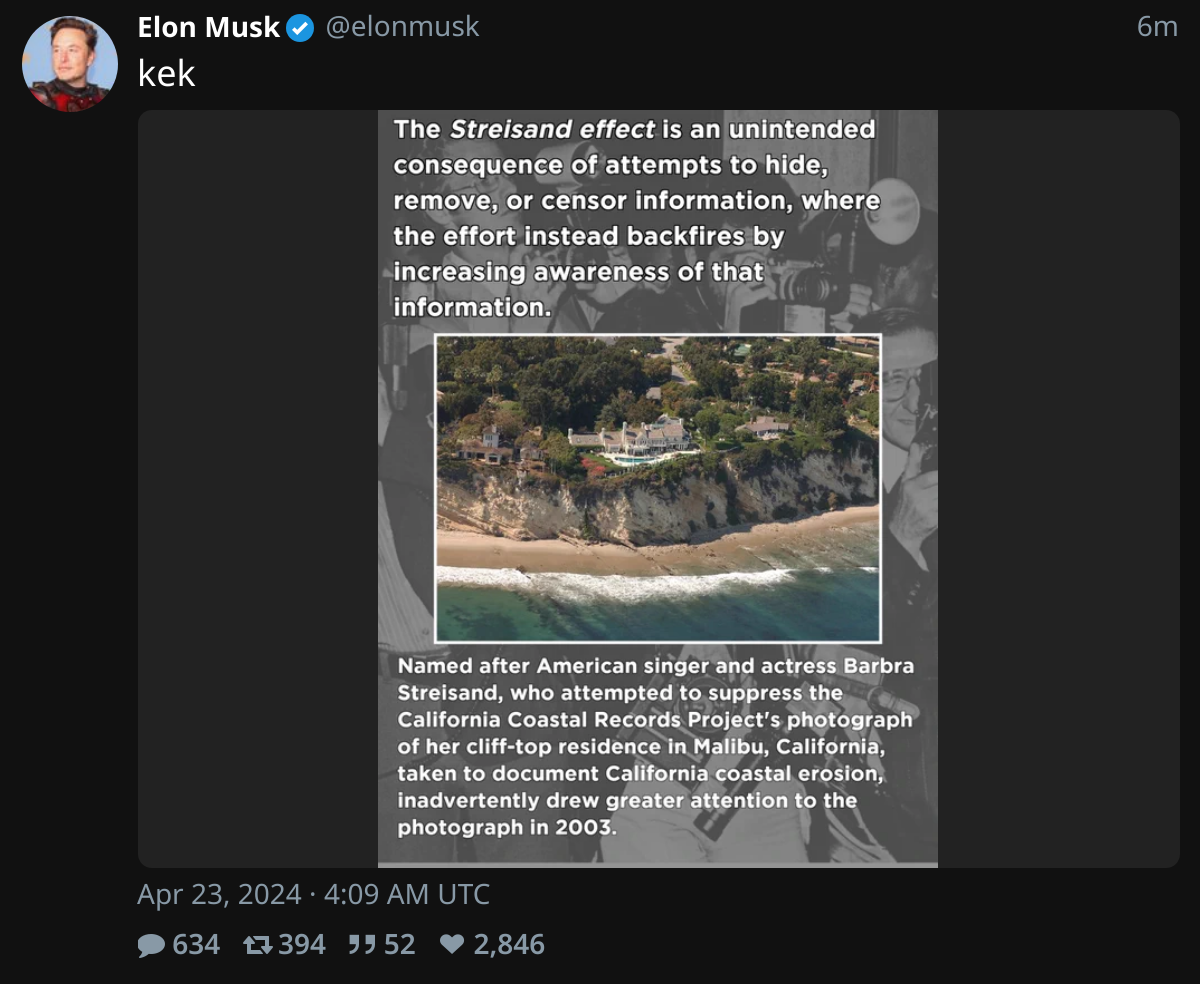 Elon Musk @elonmusk 6m
kek
The Streisand effect is an unintended
consequence of attempts to hide,
remove, or censor information, where
the effort instead backfires by
increasing awareness of that
information.
Named after American singer and actress Barbra
Streisand, who attempted to suppress the
California Coastal Records Project's photograph
of her cliff-top residence in Malibu, California,
taken to document California coastal erosion,
inadvertently drew greater attention to the
photograph in 2003.
Apr 23, 2024 · 4:09 AM UTC
634 394 52 2,846